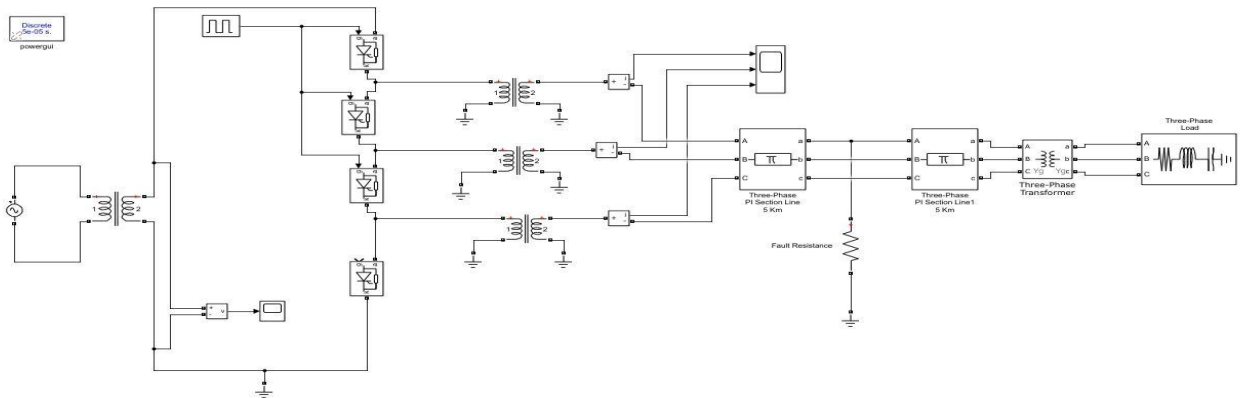 Discrete
5e-05 s.
powergui
1
2
1
2
1
2
1
2
+
-
v
+
-
i
+
-
i
+
-
i
A
B
C
π
a
b
c
Three-Phase
PI Section Line
5 Km
Fault Resistance
A
B
C
π
a
b
c
Three-Phase
PI Section Line1
5 Km
A
B
C
a
b
c
Yg
Yg
Three-Phase
Transformer
Three-Phase
Load
A
B
C